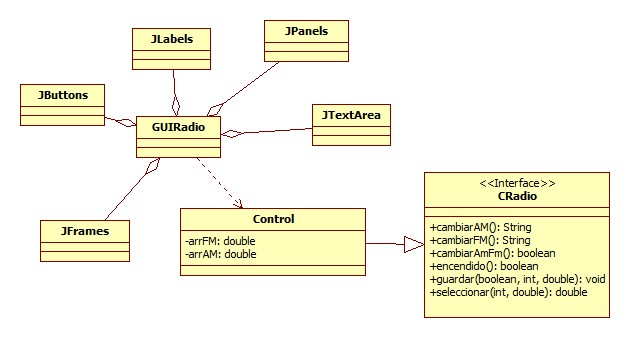 JLabels
JPanels
JButtons
GUIRadio
JTextArea
JFrames
Control
-arrFM: double
-arrAM: double
<<Interface>>
CRadio
+cambiarAM(): String
+cambiarFM(): String
+cambiarAmFm(): boolean
+encendido(): boolean
+guardar(boolean, int, double): void
+seleccionar(int, double): double